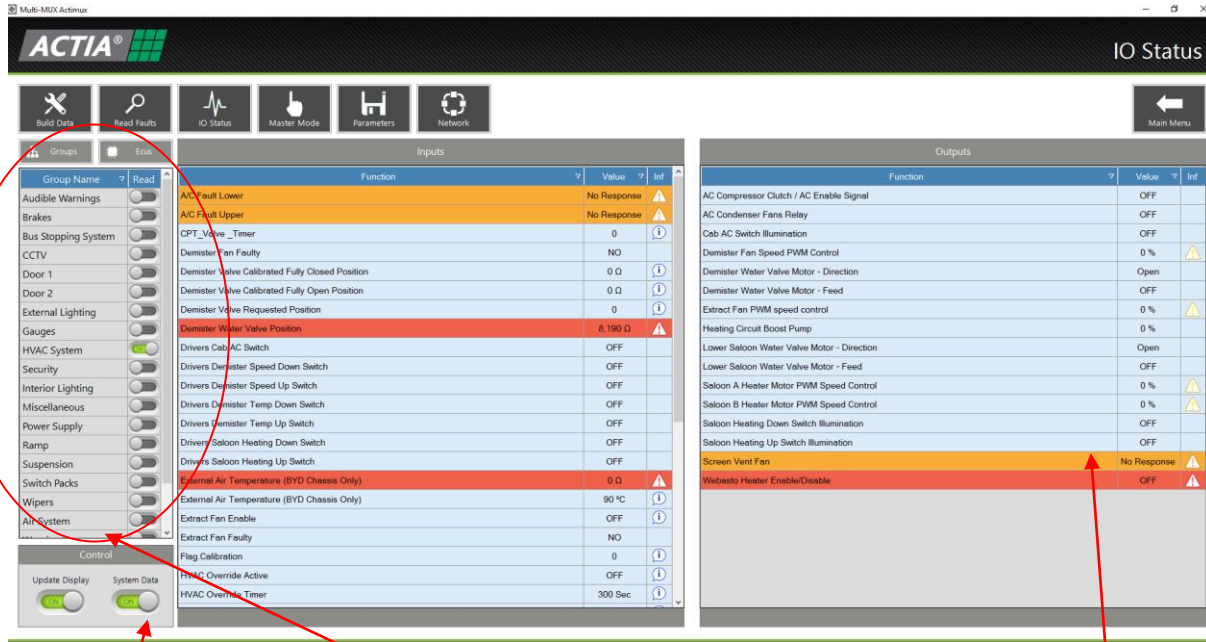 Multi-MUX Actimux
ACTIA®
IO Status
Build Data
Read Faults
IO Status
Master Mode
Parameters
Network
Main Menu
Groups
Ecus
Inputs
Outputs
Group Name Read
Audible Warnings
Brakes
Bus Stopping System
CCTV
Door 1
Door 2
External Lighting
Gauges
HVAC System
Security
Interior Lighting
Miscellaneous
Power Supply
Ramp
Suspension
Switch Packs
Wipers
Air System
Control
Update Display System Data
ON ON
Function Value Inf
A/C Fault Lower No Response
A/C Fault Upper No Response
CPT_Valve _Timer 0
Demister Fan Faulty NO
Demister Valve Calibrated Fully Closed Position 0 Ω
Demister Valve Calibrated Fully Open Position 0 Ω
Demister Valve Requested Position 0
Demister Water Valve Position 8,190 Ω
Drivers Cab AC Switch OFF
Drivers Demister Speed Down Switch OFF
Drivers Demister Speed Up Switch OFF
Drivers Demister Temp Down Switch OFF
Drivers Demister Temp Up Switch OFF
Drivers Saloon Heating Down Switch OFF
Drivers Saloon Heating Up Switch OFF
External Air Temperature (BYD Chassis Only) 0 Ω
External Air Temperature (BYD Chassis Only) 90 ºC
Extract Fan Enable OFF
Extract Fan Faulty NO
Flag.Calibration 0
HVAC Override Active OFF
HVAC Override Timer 300 Sec
Function Value Inf
AC Compressor Clutch / AC Enable Signal OFF
AC Condenser Fans Relay OFF
Cab AC Switch Illumination OFF
Demister Fan Speed PWM Control 0 %
Demister Water Valve Motor - Direction Open
Demister Water Valve Motor - Feed OFF
Extract Fan PWM speed control 0 %
Heating Circuit Boost Pump 0 %
Lower Saloon Water Valve Motor - Direction Open
Lower Saloon Water Valve Motor - Feed OFF
Saloon A Heater Motor PWM Speed Control 0 %
Saloon B Heater Motor PWM Speed Control 0 %
Saloon Heating Down Switch Illumination OFF
Saloon Heating Up Switch Illumination OFF
Screen Vent Fan No Response
Webasto Heater Enable/Disable OFF